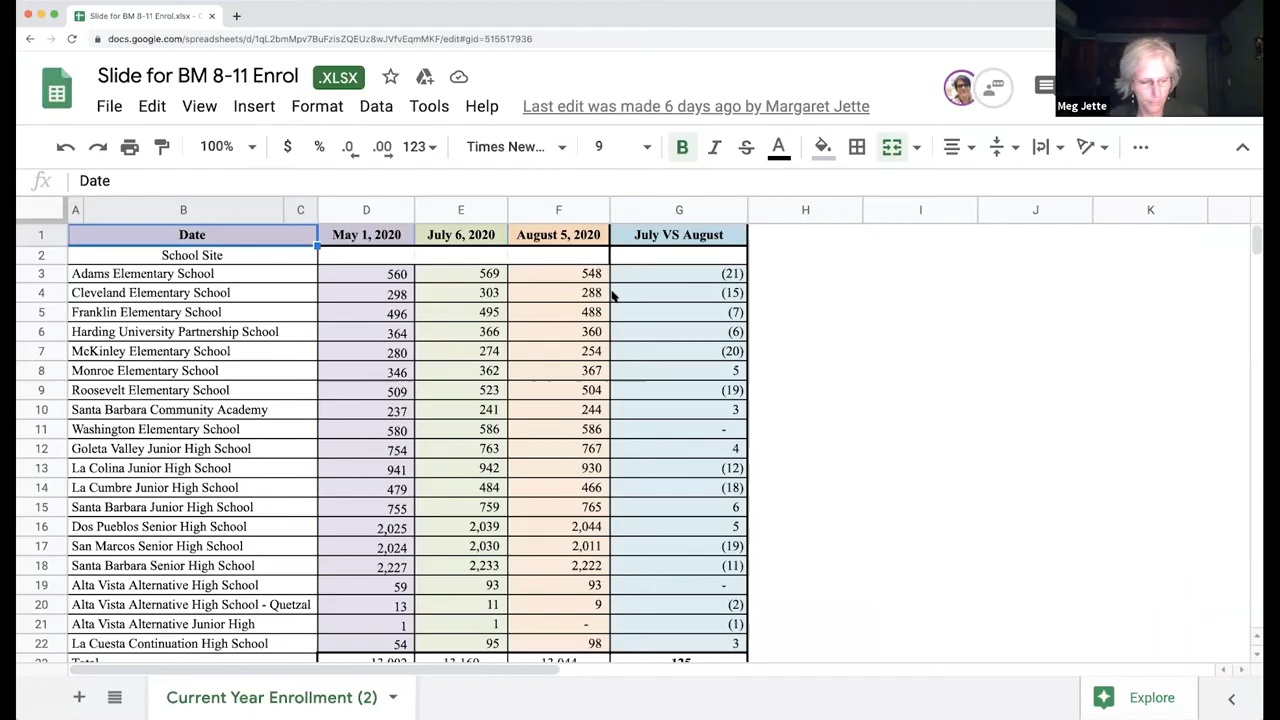 Slide for BM 8-11 Enrol.xlsx - G
docs.google.com/spreadsheets/d/1qL2bmMpv7BuFzisZQEUz8wJVfvEqmMKF/edit#gid=515517936
Slide for BM 8-11 Enrol .XLSX
File Edit View Insert Format Data Tools Help Last edit was made 6 days ago by Margaret Jette
Meg Jette
100% $ % .0 .00 123 Times New... 9 B I S A
fx Date
A B C D E F G H I J K
1 Date May 1, 2020 July 6, 2020 August 5, 2020 July VS August
2 School Site
3 Adams Elementary School 560 569 548 (21)
4 Cleveland Elementary School 298 303 288 (15)
5 Franklin Elementary School 496 495 488 (7)
6 Harding University Partnership School 364 366 360 (6)
7 McKinley Elementary School 280 274 254 (20)
8 Monroe Elementary School 346 362 367 5
9 Roosevelt Elementary School 509 523 504 (19)
10 Santa Barbara Community Academy 237 241 244 3
11 Washington Elementary School 580 586 586 -
12 Goleta Valley Junior High School 754 763 767 4
13 La Colina Junior High School 941 942 930 (12)
14 La Cumbre Junior High School 479 484 466 (18)
15 Santa Barbara Junior High School 755 759 765 6
16 Dos Pueblos Senior High School 2,025 2,039 2,044 5
17 San Marcos Senior High School 2,024 2,030 2,011 (19)
18 Santa Barbara Senior High School 2,227 2,233 2,222 (11)
19 Alta Vista Alternative High School 59 93 93 -
20 Alta Vista Alternative High School - Quetzal 13 11 9 (2)
21 Alta Vista Alternative Junior High 1 1 - (1)
22 La Cuesta Continuation High School 54 95 98 3
Total
Current Year Enrollment (2) Explore